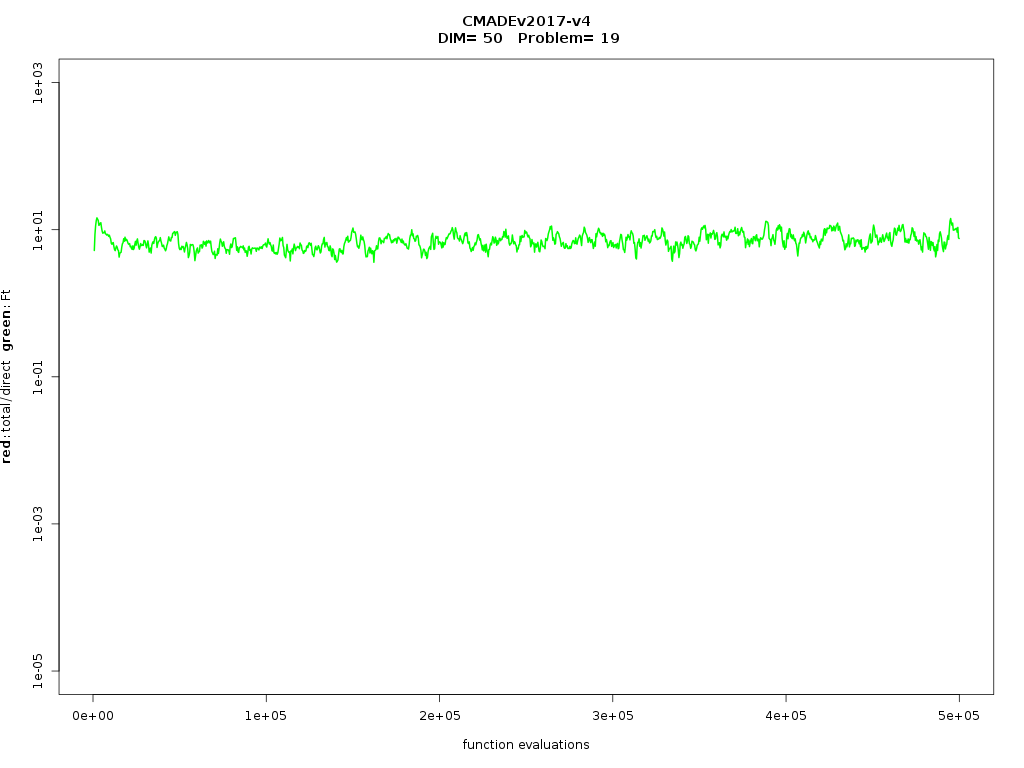 CMADEv2017-v4
DIM= 50 Problem= 19
1e+03
1e+01
1e-01
1e-03
1e-05
red:total/direct green: Ft
0e+00 1e+05 2e+05 3e+05 4e+05 5e+05
function evaluations